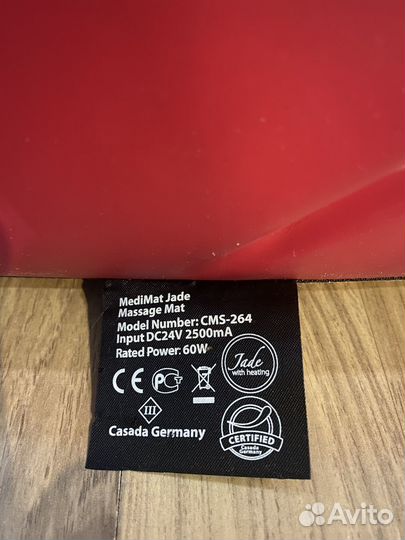 MediMat Jade
Massage Mat
Model Number: CMS-264
Input DC24V 2500mA
Rated Power: 60W
Jade
with heating
CE
III
Casada Germany
CERTIFIED
Casada
Germany
Avito